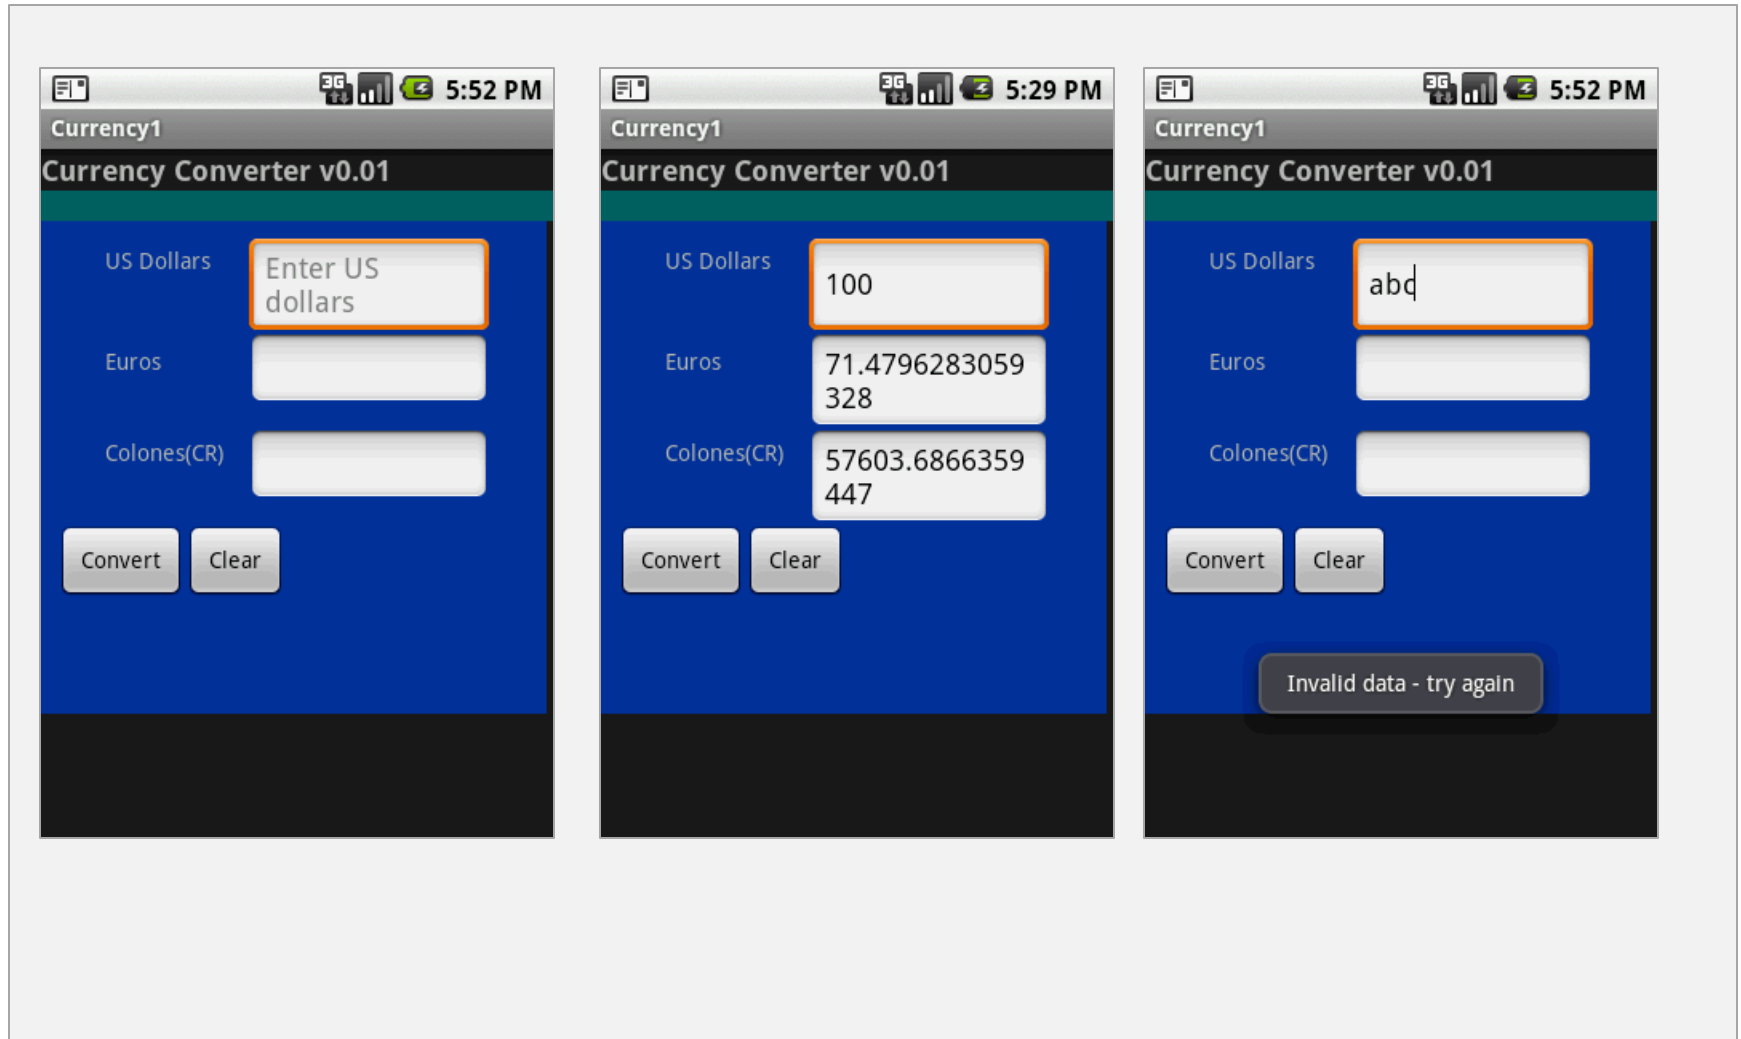 3G 5:52 PM
Currency1
Currency Converter v0.01
US Dollars
Enter US
dollars
Euros
Colones(CR)
Convert Clear
3G 5:29 PM
Currency1
Currency Converter v0.01
US Dollars
100
Euros
71.4796283059
328
Colones(CR)
57603.6866359
447
Convert Clear
3G 5:52 PM
Currency1
Currency Converter v0.01
US Dollars
abc
Euros
Colones(CR)
Convert Clear
Invalid data - try again